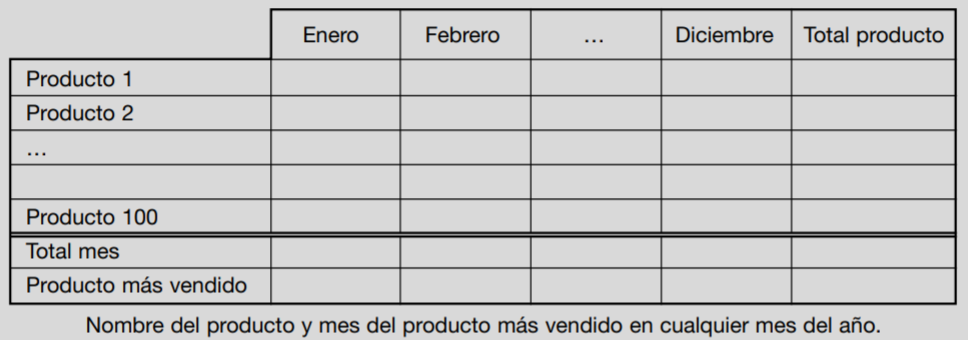 Enero Febrero ... Diciembre Total producto
Producto 1
Producto 2
...
Producto 100
Total mes
Producto más vendido
Nombre del producto y mes del producto más vendido en cualquier mes del año.